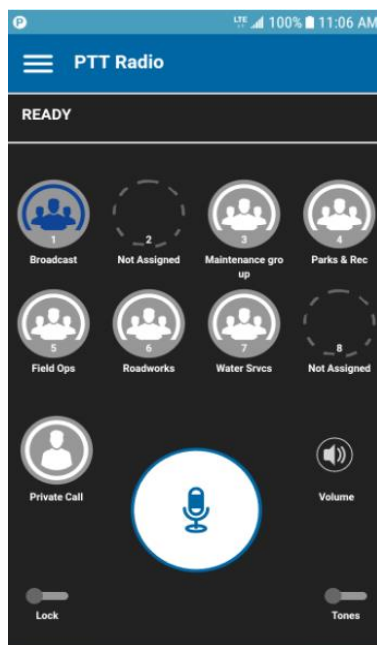 P LTE 100% 11:06 AM
PTT Radio
READY
1 2 3 4
Broadcast Not Assigned Maintenance gro Parks & Rec
up
5 6 7 8
Field Ops Roadworks Water Srvcs Not Assigned
Private Call Volume
Lock Tones